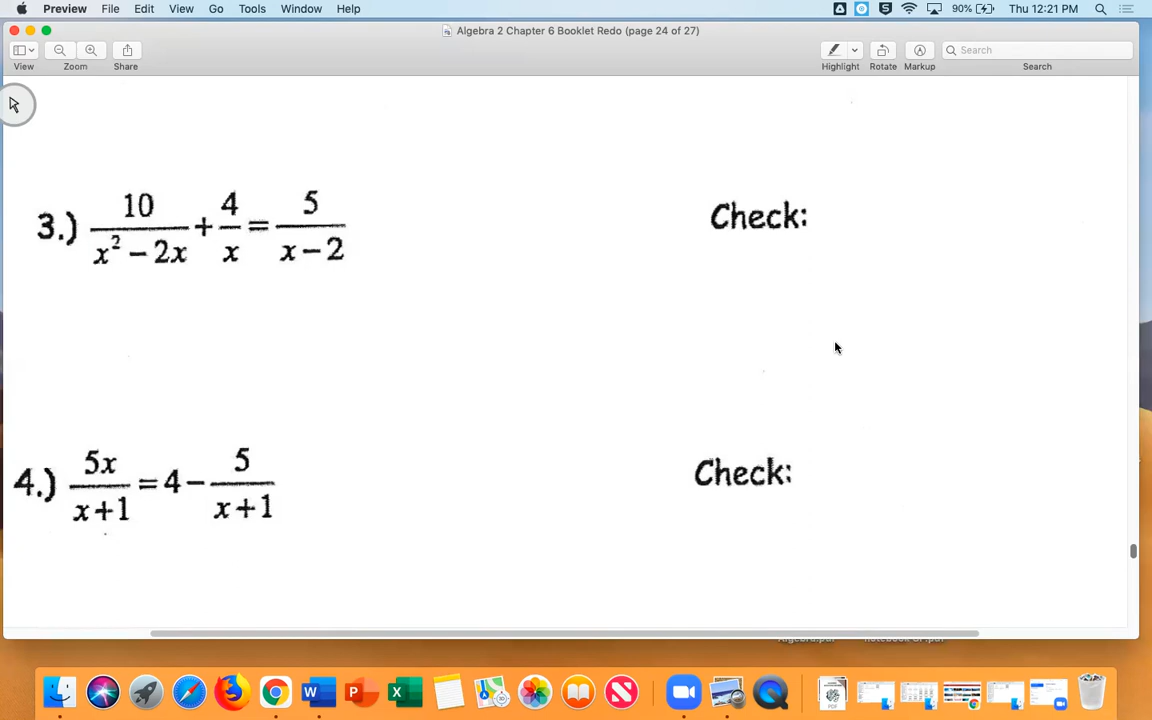 Preview File Edit View Go Tools Window Help 90% Thu 12:21 PM
Algebra 2 Chapter 6 Booklet Redo (page 24 of 27)
Search
View Zoom Share Highlight Rotate Markup Search
3.) 10/(x² − 2x) + 4/x = 5/(x − 2) Check:
4.) 5x/(x+1) = 4 − 5/(x+1) Check: